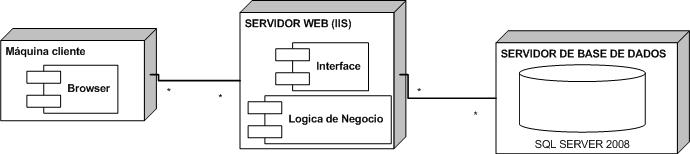 Máquina cliente
Browser
*
*
SERVIDOR WEB (IIS)
Interface
Logica de Negocio
*
*
SERVIDOR DE BASE DE DADOS
SQL SERVER 2008